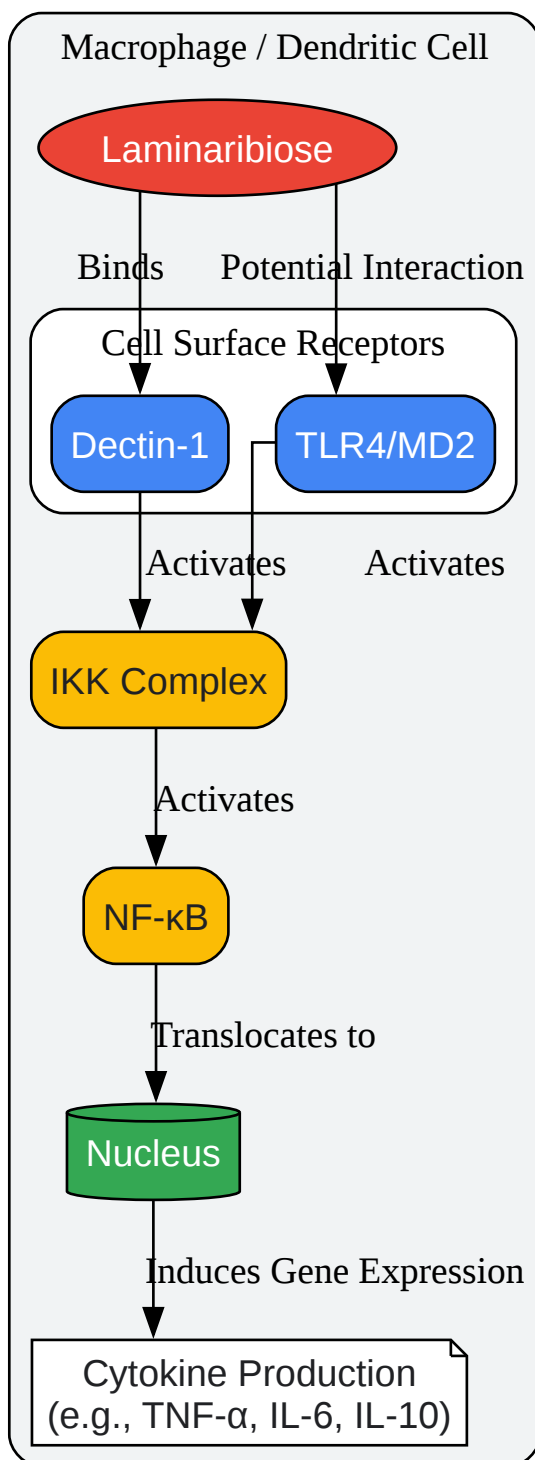 Macrophage / Dendritic Cell
Laminaribiose
Binds
Potential Interaction
Cell Surface Receptors
Dectin-1
TLR4/MD2
Activates
Activates
IKK Complex
Activates
NF-κB
Translocates to
Nucleus
Induces Gene Expression
Cytokine Production
(e.g., TNF-α, IL-6, IL-10)